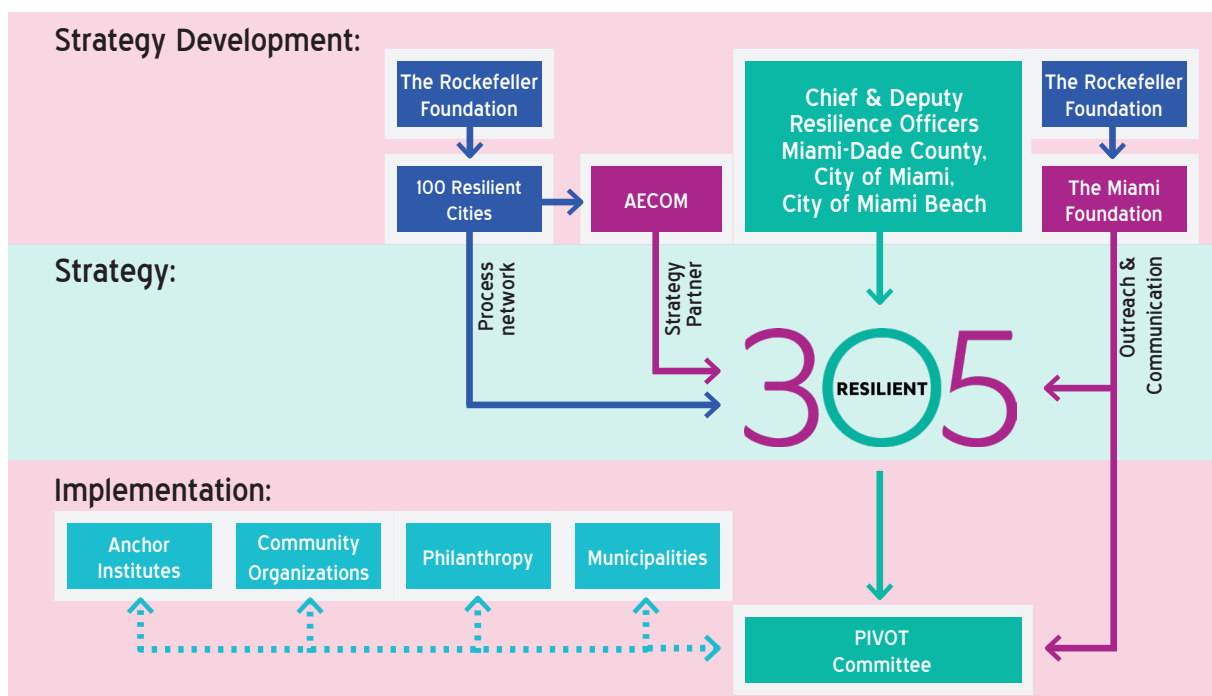 Strategy Development:
The Rockefeller
Foundation
100 Resilient
Cities
AECOM
Chief & Deputy
Resilience Officers
Miami-Dade County,
City of Miami,
City of Miami Beach
The Rockefeller
Foundation
The Miami
Foundation
Strategy:
Process
network
Strategy
Partner
305
RESILIENT
Outreach &
Communication
Implementation:
Anchor
Institutes
Community
Organizations
Philanthropy
Municipalities
PIVOT
Committee